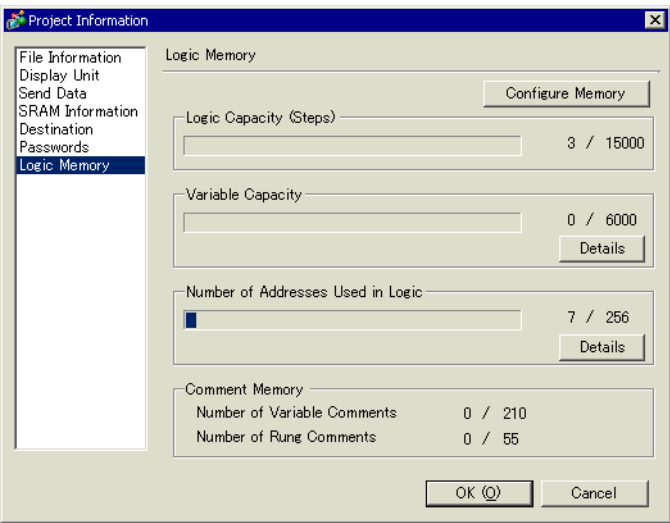 Project Information
File Information
Display Unit
Send Data
SRAM Information
Destination
Passwords
Logic Memory
Logic Memory
Configure Memory
Logic Capacity (Steps)
3 / 15000
Variable Capacity
0 / 6000
Details
Number of Addresses Used in Logic
7 / 256
Details
Comment Memory
Number of Variable Comments 0 / 210
Number of Rung Comments 0 / 55
OK (O) Cancel